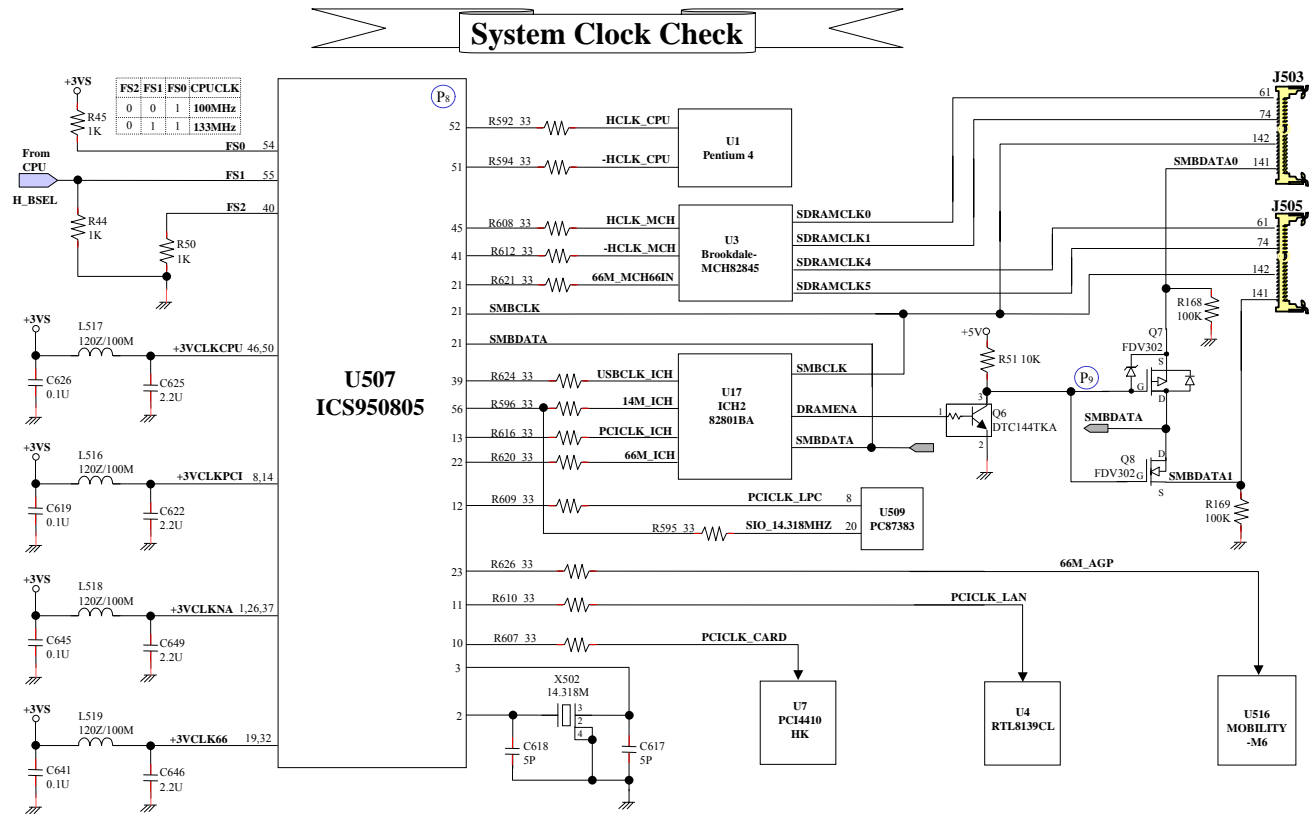 System Clock Check
+3VS
R45
1K
FS2 FS1 FS0 CPUCLK
0 0 1 100MHz
0 1 1 133MHz
From
CPU
H_BSEL
FS0 54
FS1 55
FS2 40
R44
1K
R50
1K
+3VS
L517
120Z/100M
+3VCLKCPU 46,50
C626
0.1U
C625
2.2U
+3VS
L516
120Z/100M
+3VCLKPCI 8,14
C619
0.1U
C622
2.2U
+3VS
L518
120Z/100M
+3VCLKNA 1,26,37
C645
0.1U
C649
2.2U
+3VS
L519
120Z/100M
+3VCLK66 19,32
C641
0.1U
C646
2.2U
U507
ICS950805
P8
52 R592 33 HCLK_CPU
51 R594 33 -HCLK_CPU
U1
Pentium 4
45 R608 33 HCLK_MCH
41 R612 33 -HCLK_MCH
21 R621 33 66M_MCH66IN
U3
Brookdale-
MCH82845
SDRAMCLK0
SDRAMCLK1
SDRAMCLK4
SDRAMCLK5
21 SMBCLK
21 SMBDATA
39 R624 33 USBCLK_ICH
56 R596 33 14M_ICH
13 R616 33 PCICLK_ICH
22 R620 33 66M_ICH
U17
ICH2
82801BA
SMBCLK
DRAMENA
SMBDATA
12 R609 33 PCICLK_LPC 8
R595 33 SIO_14.318MHZ 20
U509
PC87383
23 R626 33 66M_AGP
11 R610 33 PCICLK_LAN
10 R607 33 PCICLK_CARD
3
2
X502
14.318M
3
2
4
C618
5P
C617
5P
U7
PCI4410
HK
U4
RTL8139CL
U516
MOBILITY
-M6
+5V
R51 10K
1
3
2
Q6
DTC144TKA
P9
Q7
FDV302
S
G
D
SMBDATA
Q8
FDV302
D
G
S
SMBDATA1
R168
100K
R169
100K
J503
61
74
142
SMBDATA0 141
J505
61
74
142
141